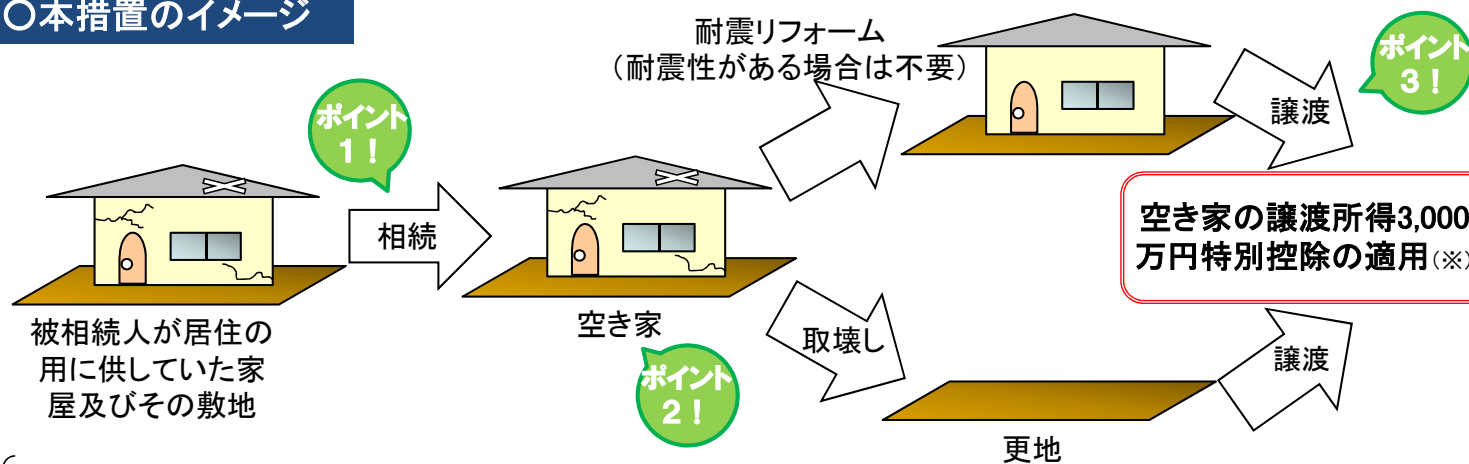 〇本措置のイメージ
耐震リフォーム
（耐震性がある場合は不要）
ポイント
3！
譲渡
ポイント
1！
相続
空き家の譲渡所得3,000
万円特別控除の適用(※)
被相続人が居住の
用に供していた家
屋及びその敷地
空き家
取壊し
ポイント
2！
譲渡
更地